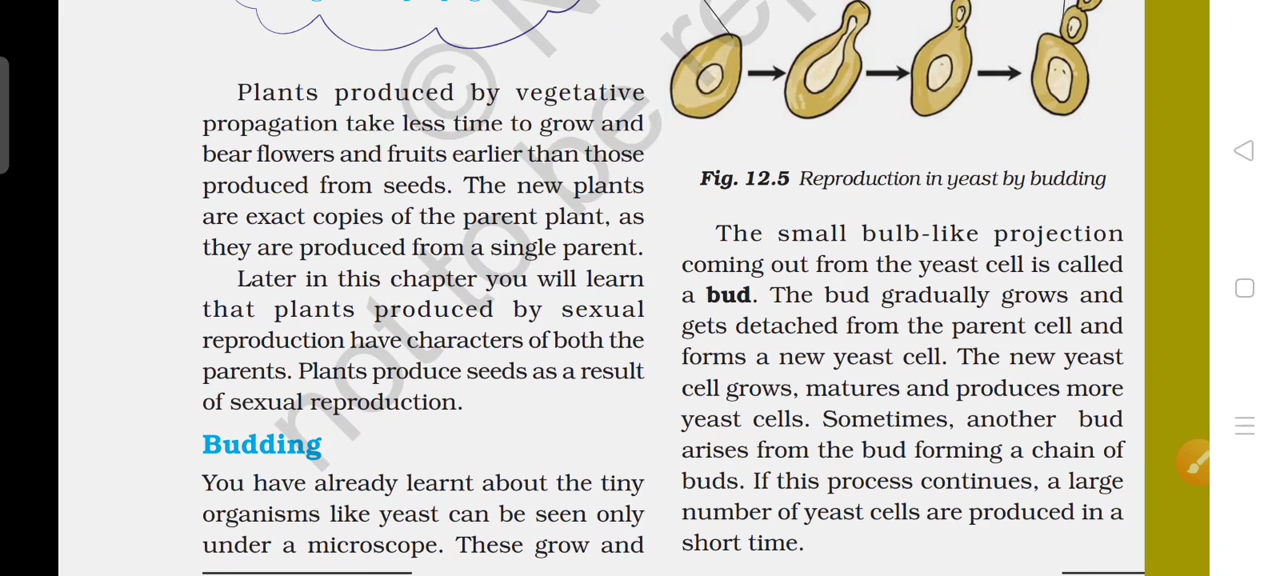 Plants produced by vegetative
propagation take less time to grow and
bear flowers and fruits earlier than those
produced from seeds. The new plants
are exact copies of the parent plant, as
they are produced from a single parent.
Later in this chapter you will learn
that plants produced by sexual
reproduction have characters of both the
parents. Plants produce seeds as a result
of sexual reproduction.
Budding
You have already learnt about the tiny
organisms like yeast can be seen only
under a microscope. These grow and
Fig. 12.5 Reproduction in yeast by budding
The small bulb-like projection
coming out from the yeast cell is called
a bud. The bud gradually grows and
gets detached from the parent cell and
forms a new yeast cell. The new yeast
cell grows, matures and produces more
yeast cells. Sometimes, another bud
arises from the bud forming a chain of
buds. If this process continues, a large
number of yeast cells are produced in a
short time.
© N
not to be re